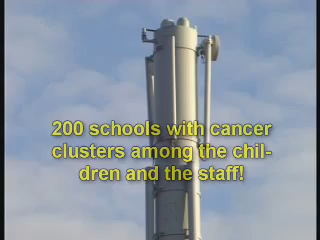 200 schools with cancer
clusters among the chil-
dren and the staff!